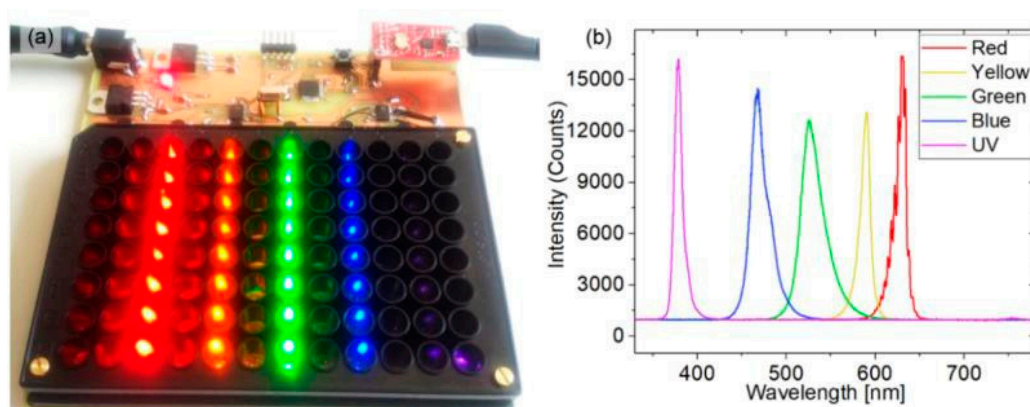 (a)
(b)
Intensity (Counts)
15000
12000
9000
6000
3000
0
Red
Yellow
Green
Blue
UV
400 500 600 700
Wavelength [nm]